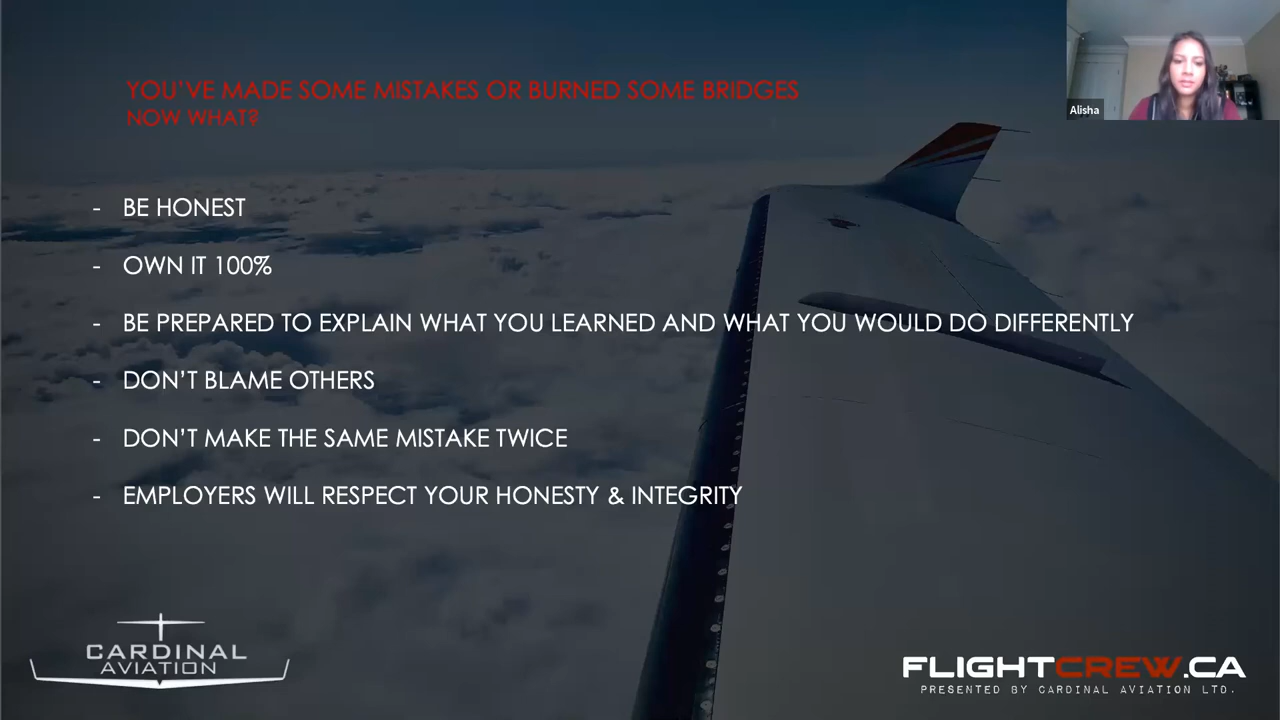 YOU'VE MADE SOME MISTAKES OR BURNED SOME BRIDGES
NOW WHAT?
Alisha
- BE HONEST
- OWN IT 100%
- BE PREPARED TO EXPLAIN WHAT YOU LEARNED AND WHAT YOU WOULD DO DIFFERENTLY
- DON'T BLAME OTHERS
- DON'T MAKE THE SAME MISTAKE TWICE
- EMPLOYERS WILL RESPECT YOUR HONESTY & INTEGRITY
CARDINAL
AVIATION
FLIGHTCREW.CA
PRESENTED BY CARDINAL AVIATION LTD.